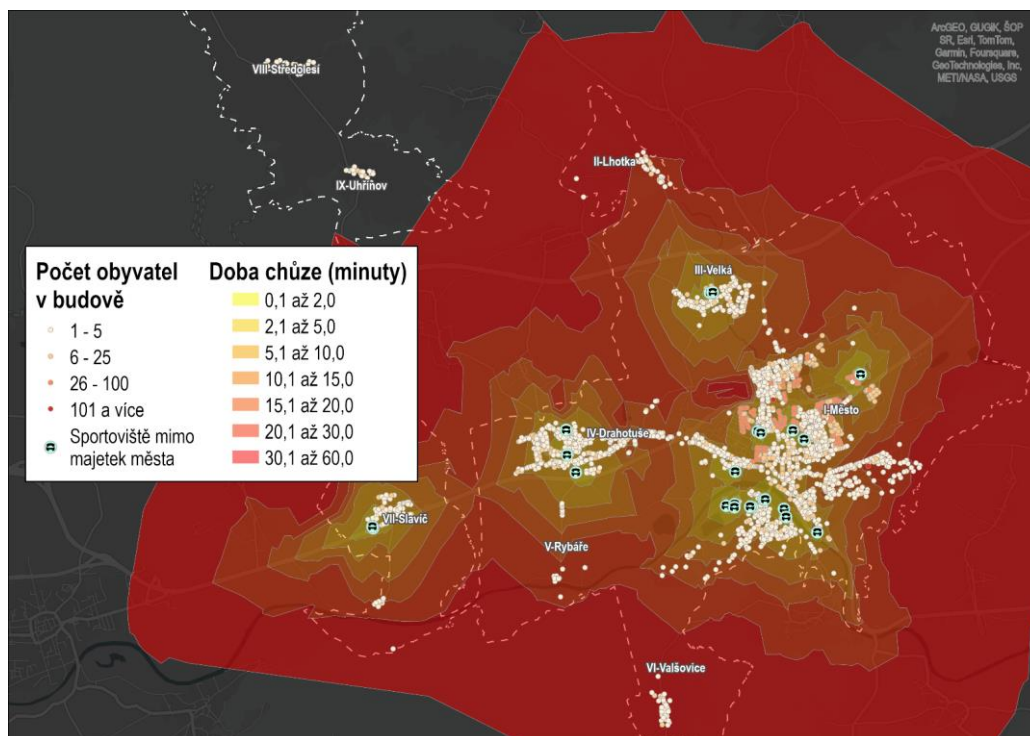 ArcGEO, GUGiK, ŠOP
SR, Esri, TomTom,
Garmin, Foursquare,
GeoTechnologies, Inc,
METI/NASA, USGS
VIII-Středolesí
IX-Uhřínov
II-Lhotka
III-Velká
I-Město
IV-Drahotuše
VII-Slavíč
V-Rybáře
VI-Valšovice
Počet obyvatel
v budově
1 - 5
6 - 25
26 - 100
101 a více
Sportoviště mimo
majetek města
Doba chůze (minuty)
0,1 až 2,0
2,1 až 5,0
5,1 až 10,0
10,1 až 15,0
15,1 až 20,0
20,1 až 30,0
30,1 až 60,0